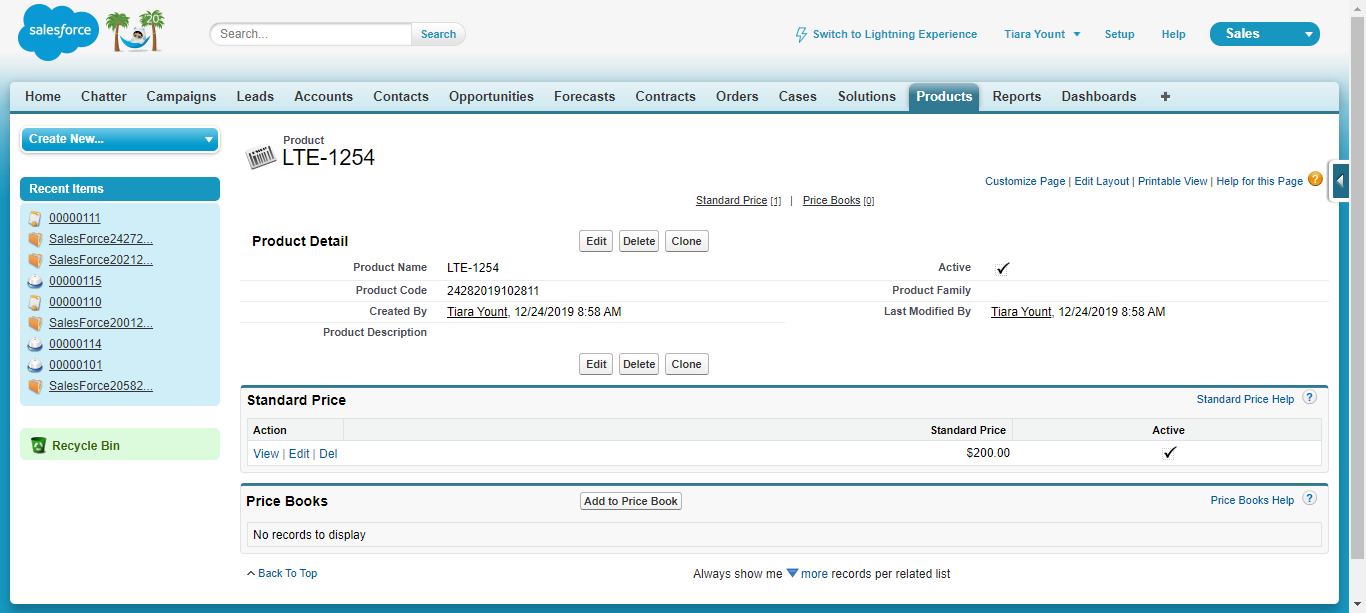 salesforce
20
Search...
Search
Switch to Lightning Experience
Tiara Yount
Setup
Help
Sales
Home Chatter Campaigns Leads Accounts Contacts Opportunities Forecasts Contracts Orders Cases Solutions Products Reports Dashboards +
Create New...
Recent Items
00000111
SalesForce24272...
SalesForce20212...
00000115
00000110
SalesForce20012...
00000114
00000101
SalesForce20582...
Recycle Bin
Product
LTE-1254
Customize Page | Edit Layout | Printable View | Help for this Page ?
Standard Price [1] | Price Books [0]
Product Detail Edit Delete Clone
Product Name LTE-1254 Active ✓
Product Code 24282019102811 Product Family
Created By Tiara Yount, 12/24/2019 8:58 AM Last Modified By Tiara Yount, 12/24/2019 8:58 AM
Product Description
Edit Delete Clone
Standard Price Standard Price Help ?
Action Standard Price Active
View | Edit | Del $200.00 ✓
Price Books Add to Price Book Price Books Help ?
No records to display
Back To Top Always show me more records per related list